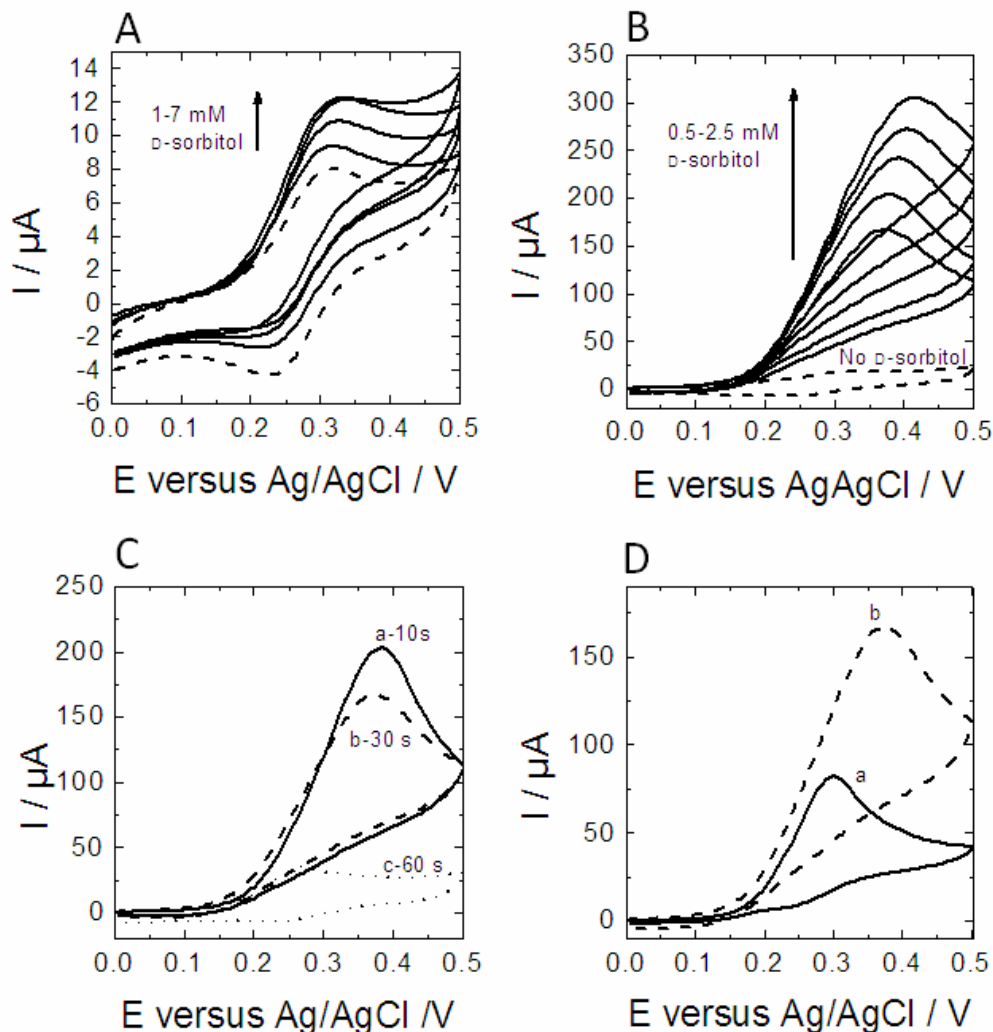 A
14
12
10
8
6
4
2
0
-2
-4
-6
1-7 mM
D-sorbitol
I / µA
0.0 0.1 0.2 0.3 0.4 0.5
E versus Ag/AgCl / V
B
350
300
250
200
150
100
50
0
0.5-2.5 mM
D-sorbitol
No D-sorbitol
I / µA
0.0 0.1 0.2 0.3 0.4 0.5
E versus AgAgCl / V
C
250
200
150
100
50
0
a-10s
b-30 s
c-60 s
I / µA
0.0 0.1 0.2 0.3 0.4 0.5
E versus Ag/AgCl /V
D
150
100
50
0
b
a
I / µA
0.0 0.1 0.2 0.3 0.4 0.5
E versus Ag/AgCl / V